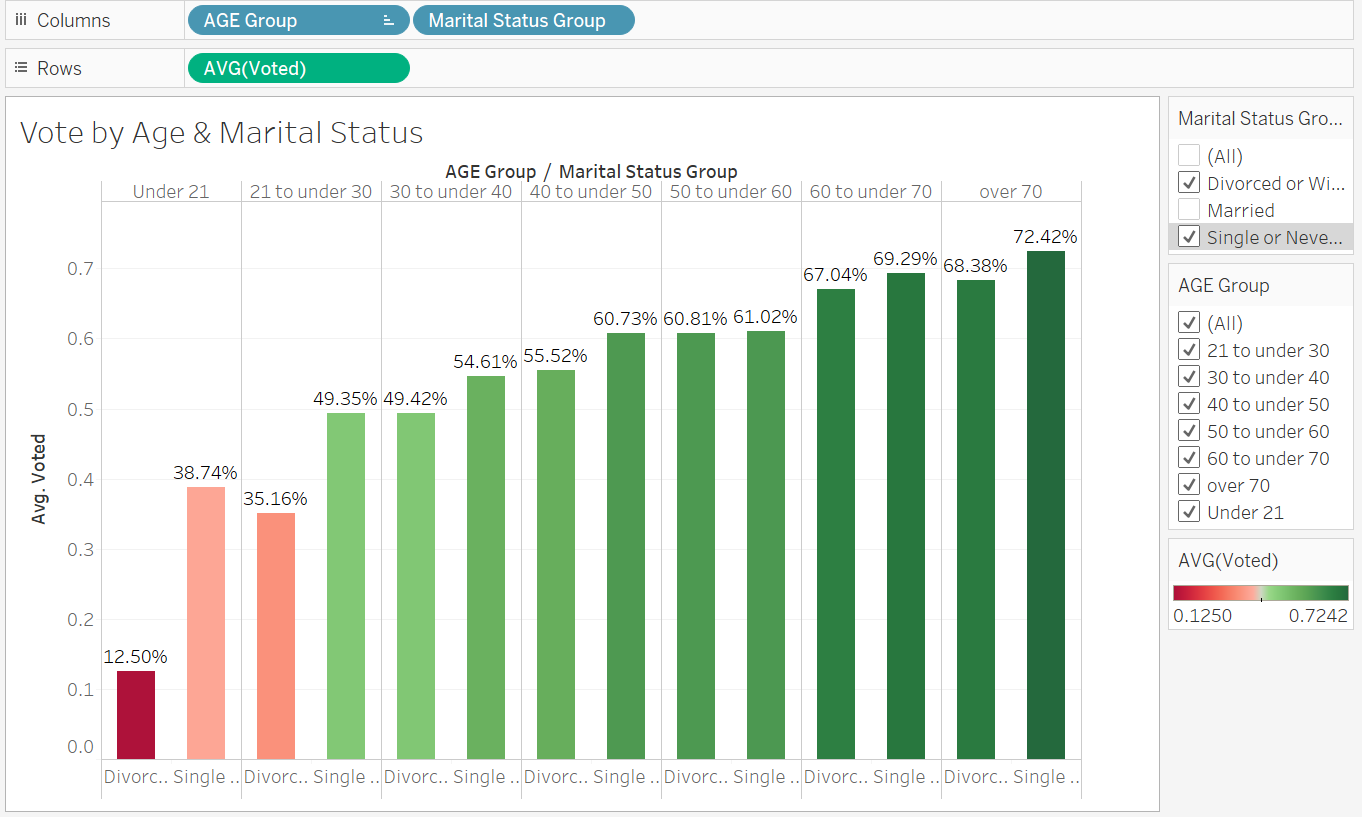 Columns AGE Group Marital Status Group
Rows AVG(Voted)
Vote by Age & Marital Status
AGE Group / Marital Status Group
Under 21 21 to under 30 30 to under 40 40 to under 50 50 to under 60 60 to under 70 over 70
72.42%
69.29% 68.38%
67.04%
60.73% 60.81% 61.02%
54.61% 55.52%
49.35% 49.42%
38.74%
35.16%
12.50%
Avg. Voted
0.7
0.6
0.5
0.4
0.3
0.2
0.1
0.0
Divorc.. Single .. Divorc.. Single .. Divorc.. Single .. Divorc.. Single .. Divorc.. Single .. Divorc.. Single .. Divorc.. Single ..
Marital Status Gro...
(All)
Divorced or Wi...
Married
Single or Neve...
AGE Group
(All)
21 to under 30
30 to under 40
40 to under 50
50 to under 60
60 to under 70
over 70
Under 21
AVG(Voted)
0.1250 0.7242